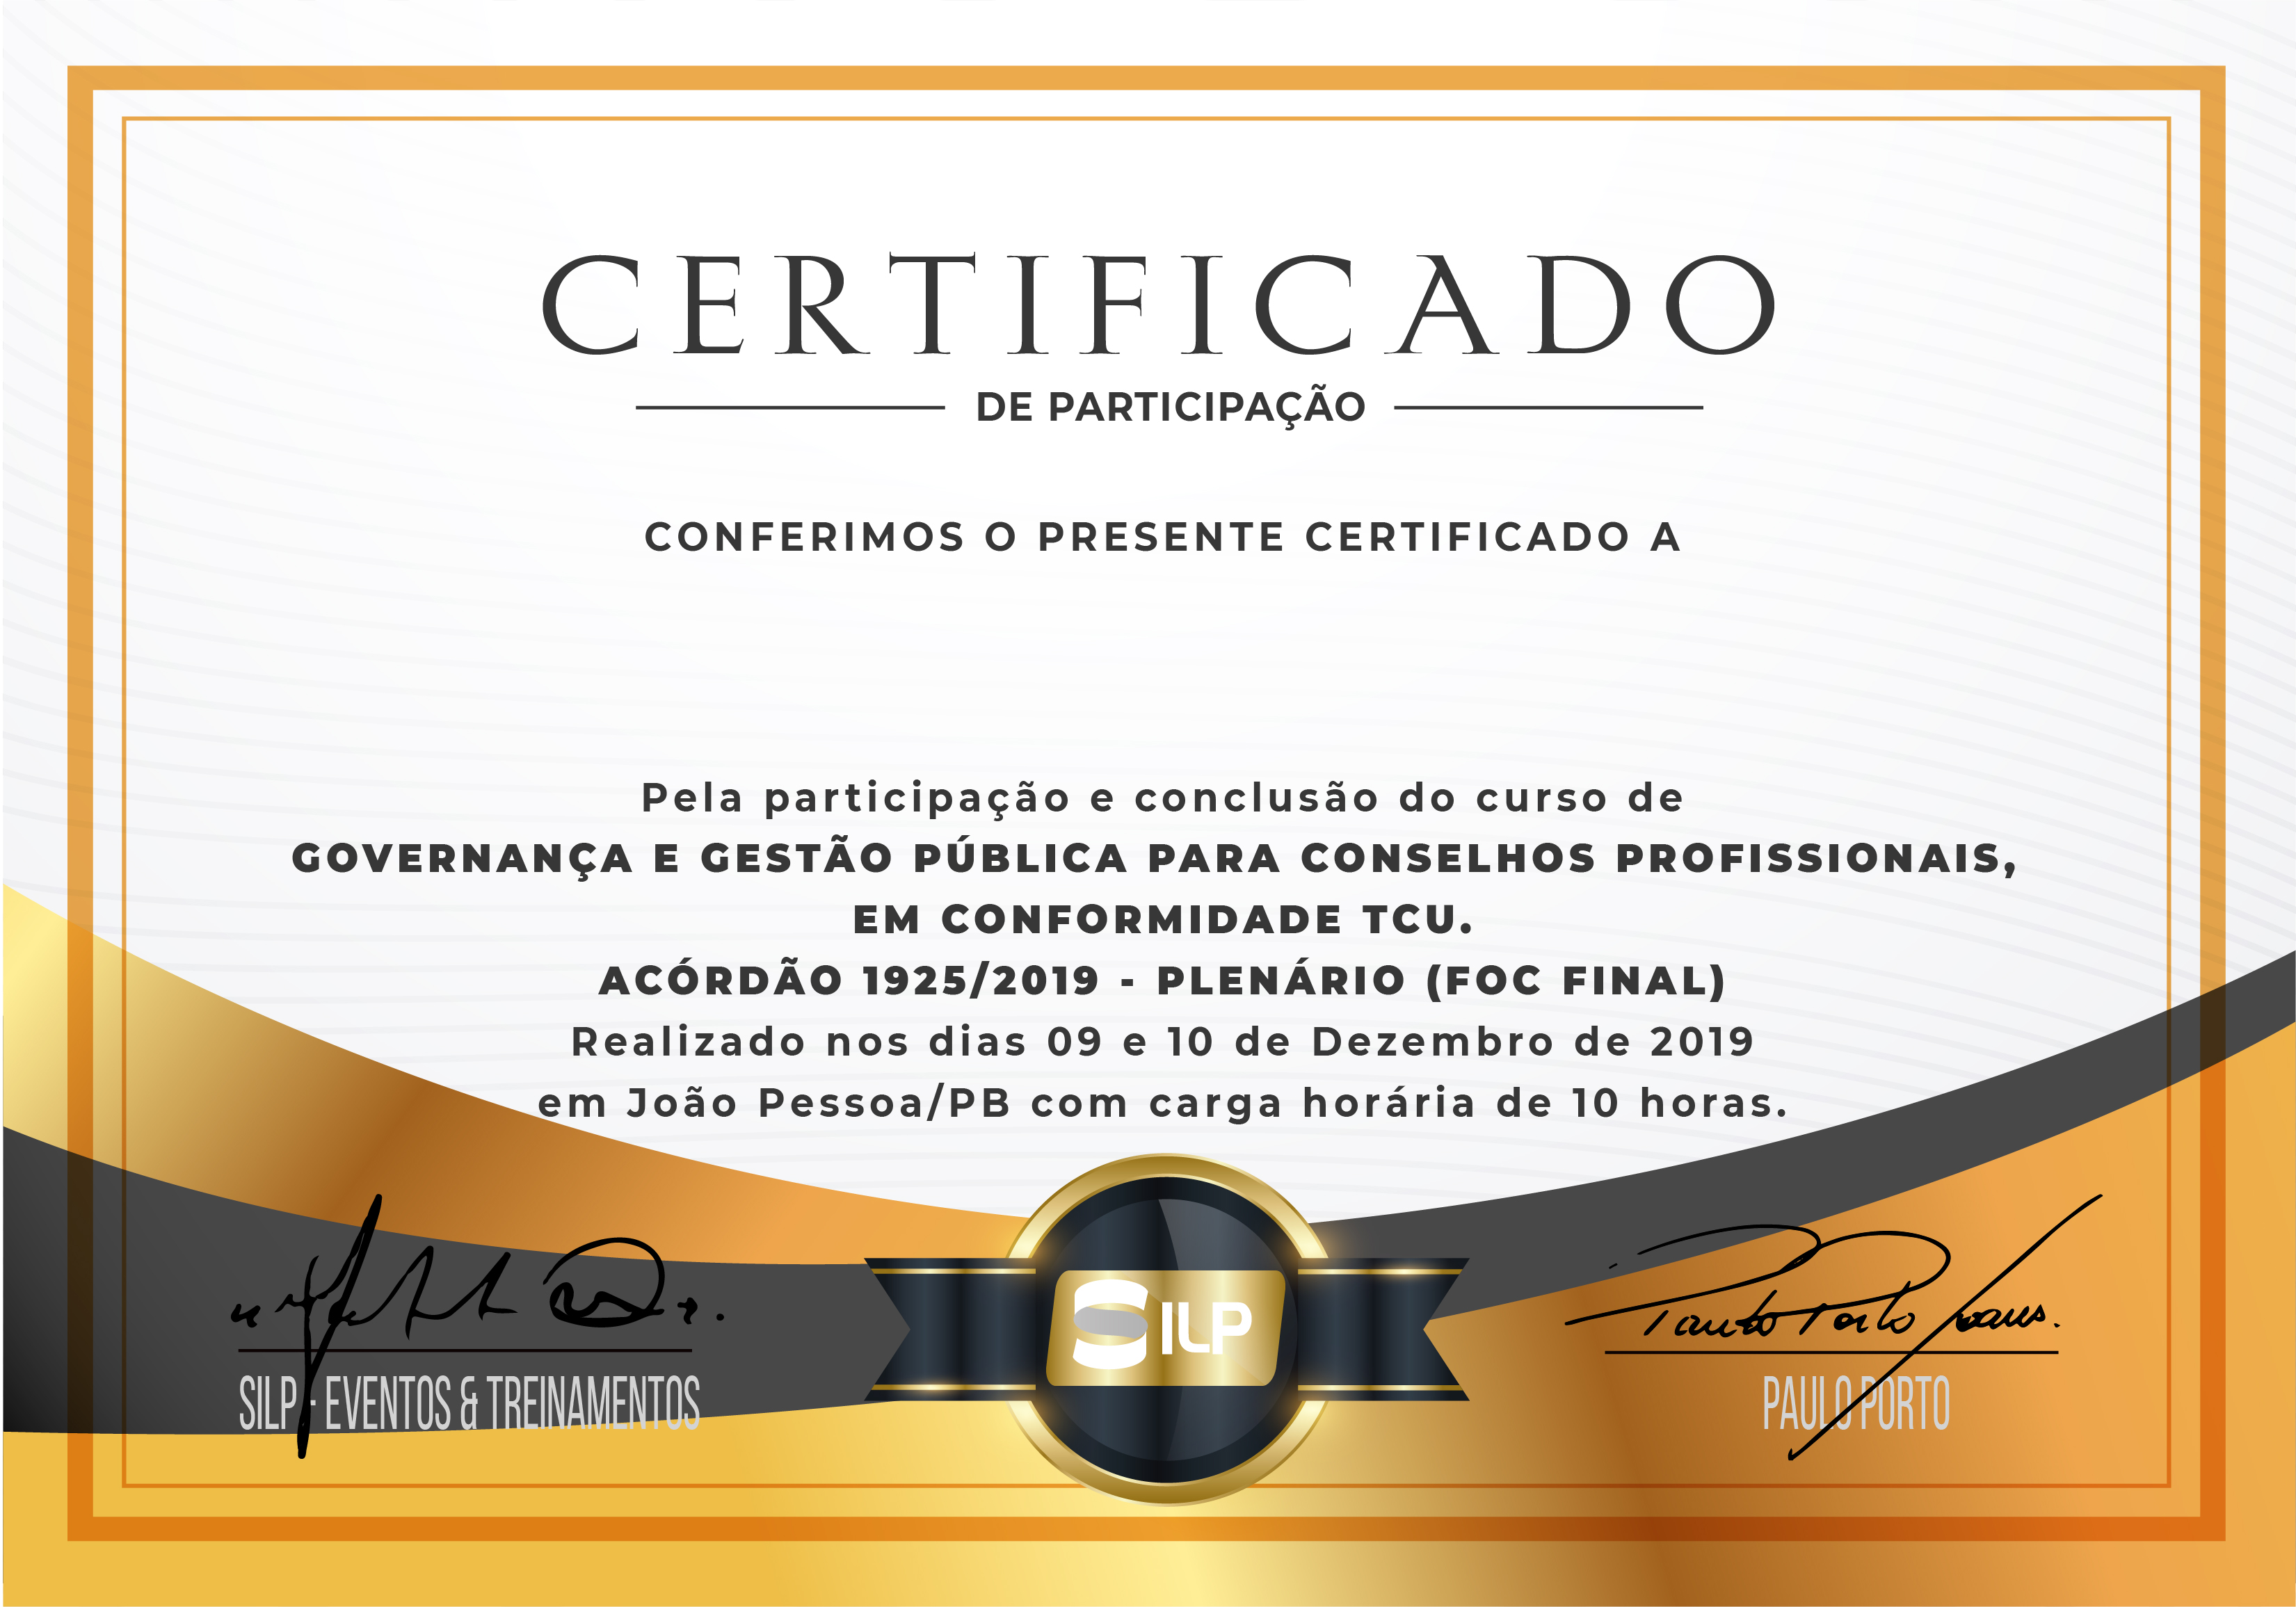 CERTIFICADO
DE PARTICIPAÇÃO
CONFERIMOS O PRESENTE CERTIFICADO A
Pela participação e conclusão do curso de
GOVERNANÇA E GESTÃO PÚBLICA PARA CONSELHOS PROFISSIONAIS,
EM CONFORMIDADE TCU.
ACÓRDÃO 1925/2019 - PLENÁRIO (FOC FINAL)
Realizado nos dias 09 e 10 de Dezembro de 2019
em João Pessoa/PB com carga horária de 10 horas.
SILP
Paulo Porto
SILP - EVENTOS & TREINAMENTOS
PAULO PORTO